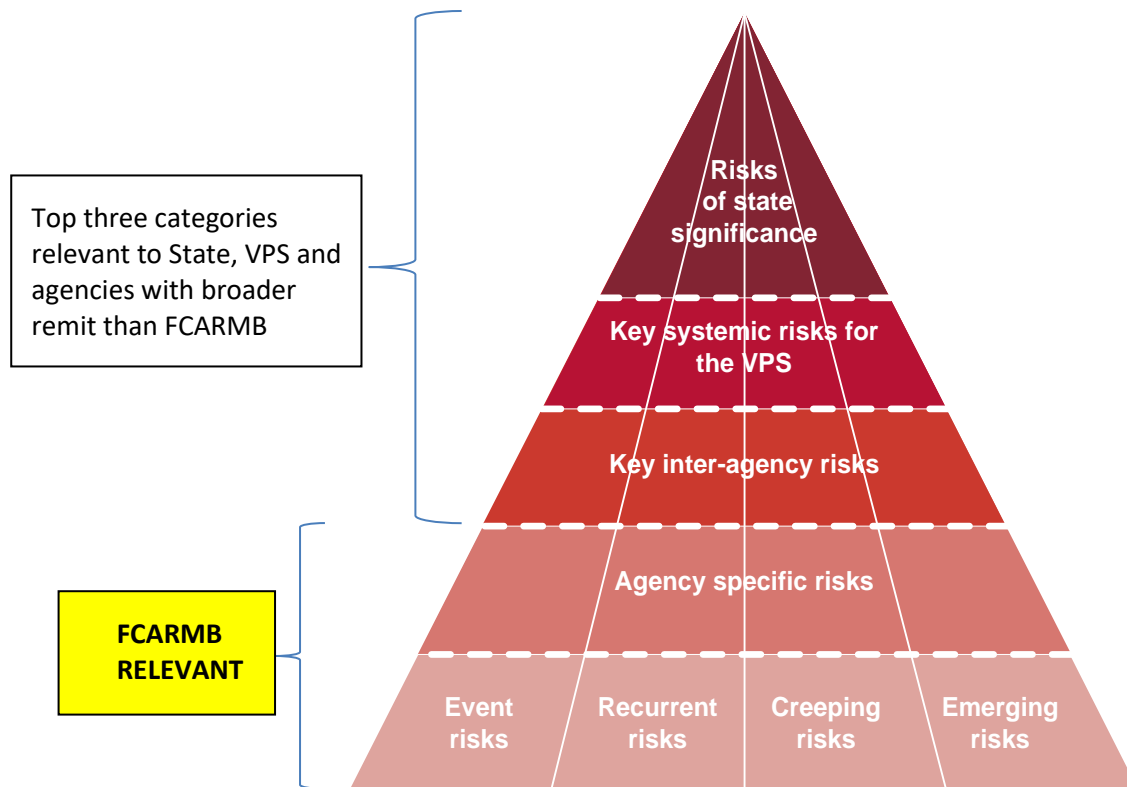 Risks
of state
significance
Top three categories
relevant to State, VPS and
agencies with broader
remit than FCARMB
Key systemic risks for
the VPS
Key inter-agency risks
Agency specific risks
FCARMB
RELEVANT
Event
risks
Recurrent
risks
Creeping
risks
Emerging
risks